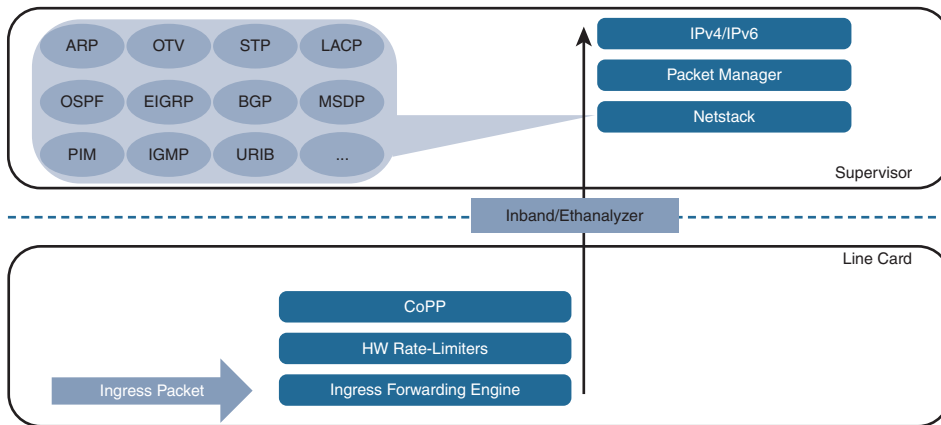 ARP OTV STP LACP
OSPF EIGRP BGP MSDP
PIM IGMP URIB ...
IPv4/IPv6
Packet Manager
Netstack
Supervisor
Inband/Ethanalyzer
Line Card
CoPP
HW Rate-Limiters
Ingress Packet
Ingress Forwarding Engine